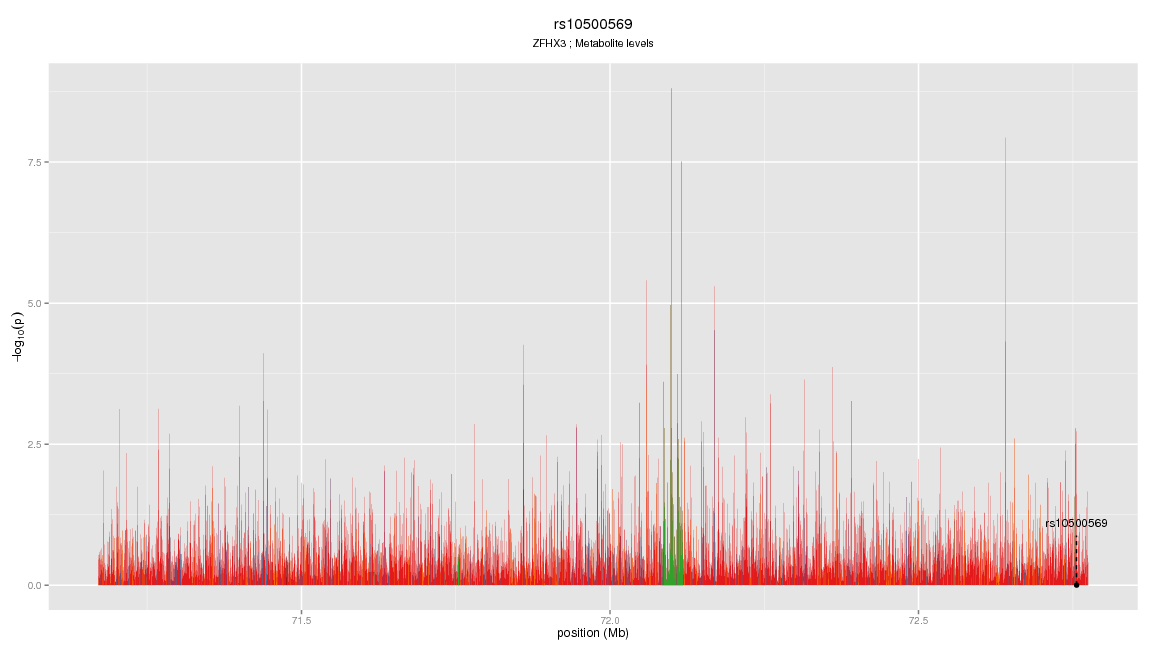 rs10500569
ZFHX3 ; Metabolite levels
−log10(p)
7.5
5.0
2.5
0.0
rs10500569
71.5
72.0
72.5
position (Mb)